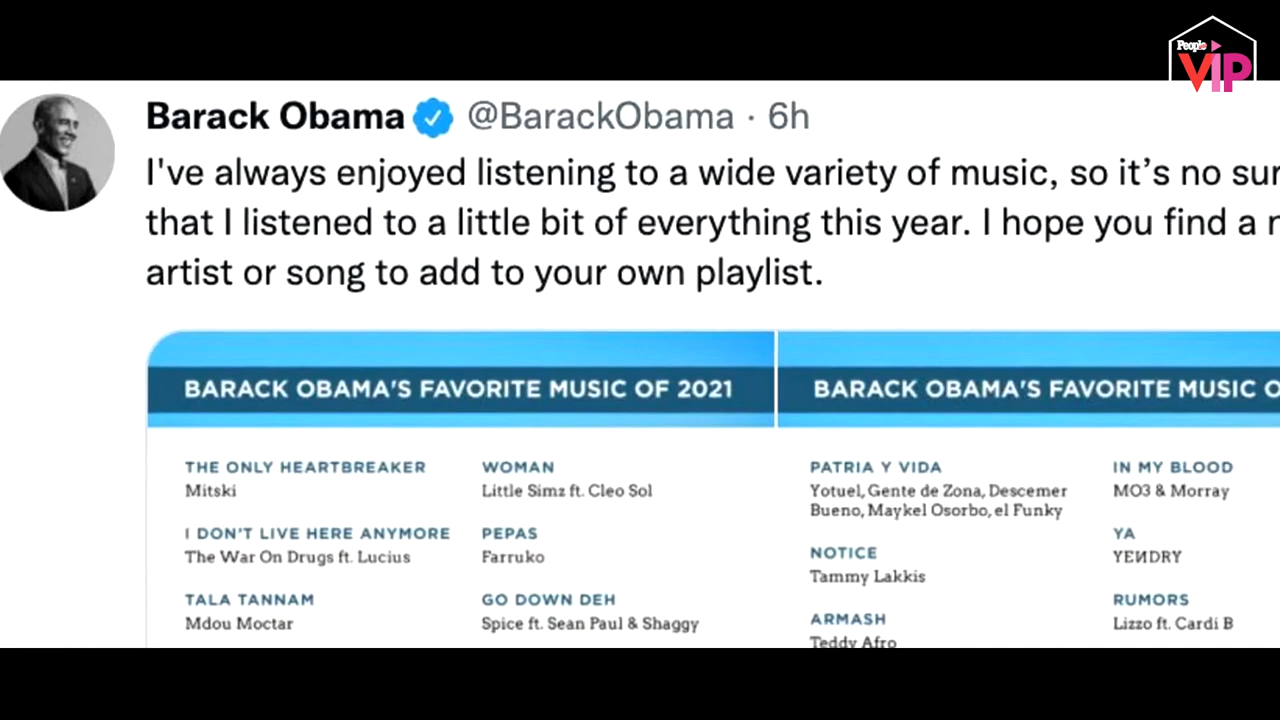 People
VIP
Barack Obama @BarackObama · 6h
I've always enjoyed listening to a wide variety of music, so it's no
that I listened to a little bit of everything this year. I hope you find a
artist or song to add to your own playlist.
BARACK OBAMA'S FAVORITE MUSIC OF 2021
THE ONLY HEARTBREAKER
Mitski
I DON'T LIVE HERE ANYMORE
The War On Drugs ft. Lucius
TALA TANNAM
Mdou Moctar
WOMAN
Little Simz ft. Cleo Sol
PEPAS
Farruko
GO DOWN DEH
Spice ft. Sean Paul & Shaggy
BARACK OBAMA'S FAVORITE MUSIC
PATRIA Y VIDA
Yotuel, Gente de Zona, Descemer
Bueno, Maykel Osorbo, el Funky
NOTICE
Tammy Lakkis
ARMASH
Teddy Afro
IN MY BLOOD
MO3 & Morray
YA
YEИDRY
RUMORS
Lizzo ft. Cardi B